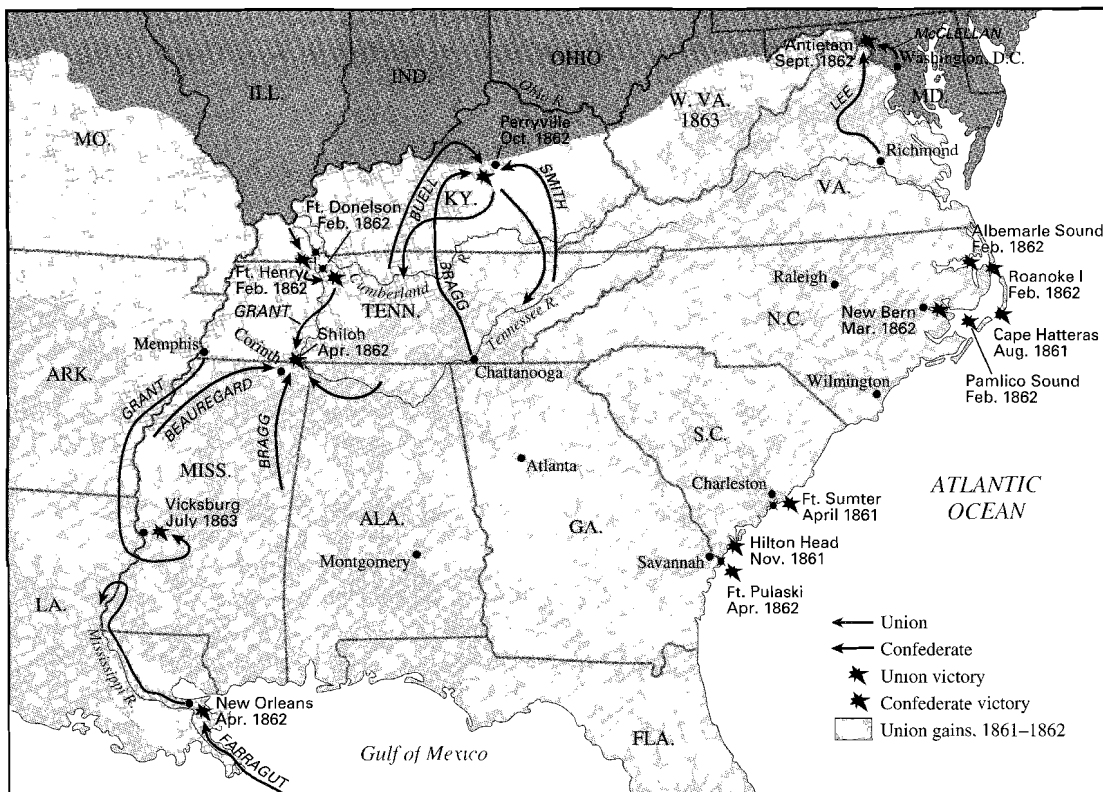 McCLELLAN
Antietam
Sept. 1862
Washington, D.C.
OHIO
IND.
ILL.
MD.
Ohio R.
W. VA.
1863
LEE
MO.
Perryville
Oct. 1862
Richmond
VA.
BUELL
SMITH
KY.
Ft. Donelson
Feb. 1862
Albemarle Sound
Feb. 1862
Ft. Henry
Feb. 1862
Cumberland
R.
BRAGG
Raleigh
Roanoke I
Feb. 1862
TENN.
Tennessee R.
N.C.
New Bern
Mar. 1862
GRANT
Shiloh
Apr. 1862
Cape Hatteras
Aug. 1861
Memphis
Corinth
Chattanooga
Pamlico Sound
Feb. 1862
ARK.
Wilmington
GRANT
BEAUREGARD
BRAGG
S.C.
MISS.
Atlanta
Charleston
ATLANTIC
OCEAN
Vicksburg
July 1863
Ft. Sumter
April 1861
ALA.
GA.
Hilton Head
Nov. 1861
Montgomery
Savannah
Ft. Pulaski
Apr. 1862
LA.
Mississippi R.
Union
Confederate
Union victory
Confederate victory
Union gains, 1861–1862
New Orleans
Apr. 1862
FARRAGUT
Gulf of Mexico
FLA.